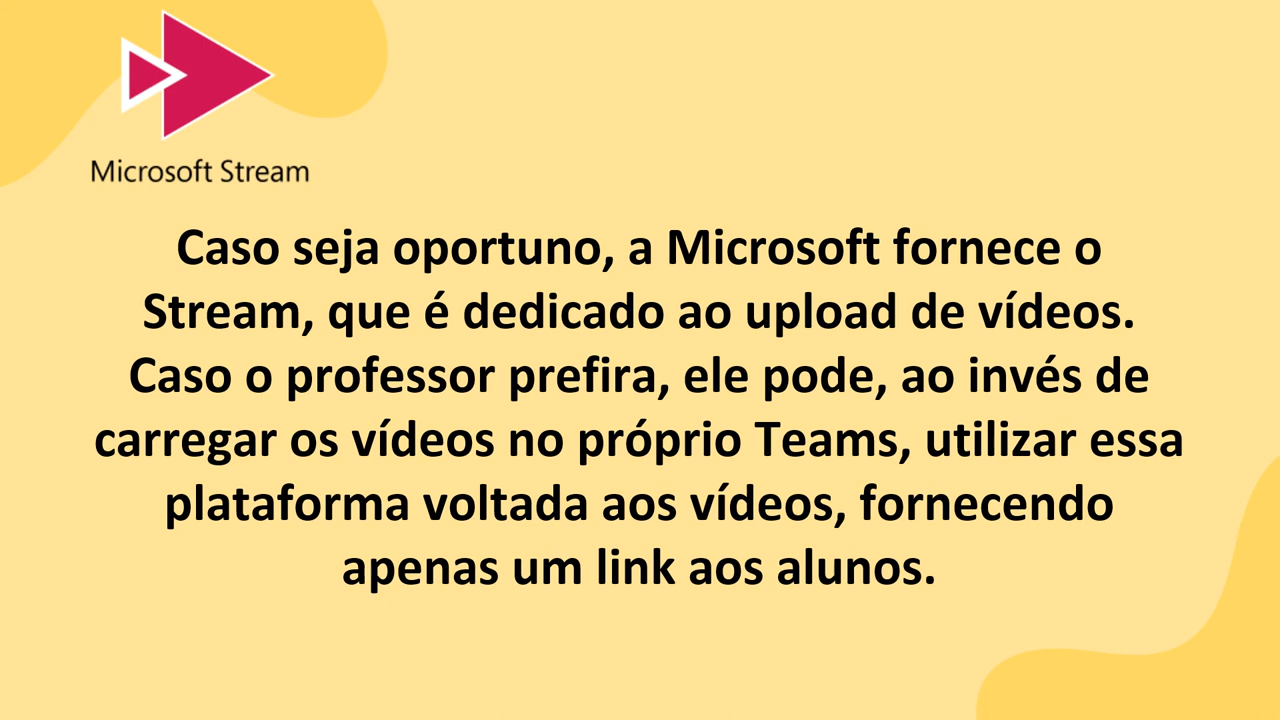 Microsoft Stream
Caso seja oportuno, a Microsoft fornece o
Stream, que é dedicado ao upload de vídeos.
Caso o professor prefira, ele pode, ao invés de
carregar os vídeos no próprio Teams, utilizar essa
plataforma voltada aos vídeos, fornecendo
apenas um link aos alunos.